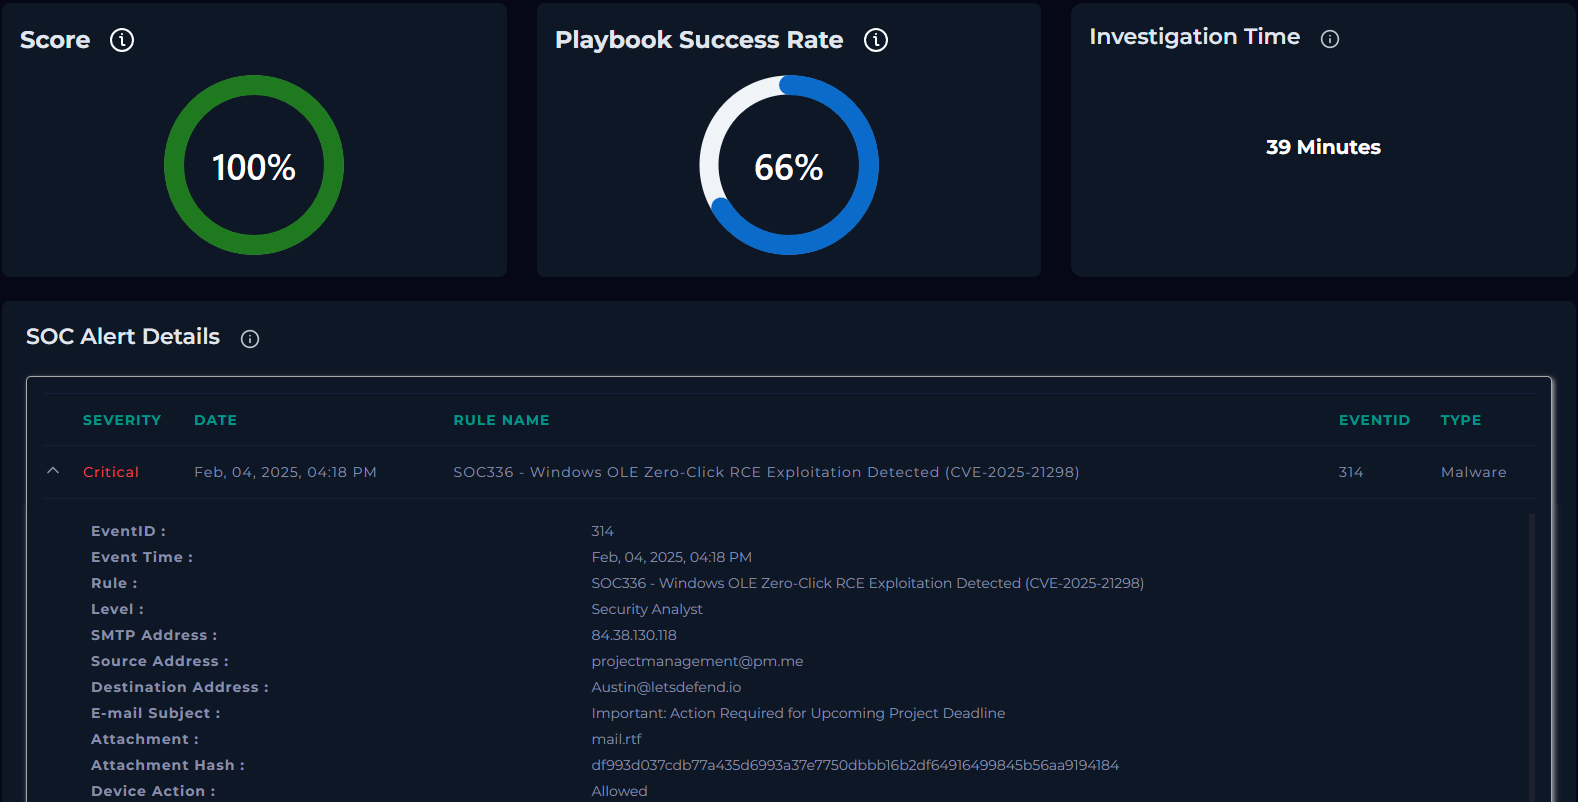 Score
100%
Playbook Success Rate
66%
Investigation Time
39 Minutes
SOC Alert Details
SEVERITY DATE RULE NAME EVENTID TYPE
Critical Feb, 04, 2025, 04:18 PM SOC336 - Windows OLE Zero-Click RCE Exploitation Detected (CVE-2025-21298) 314 Malware
EventID : 314
Event Time : Feb, 04, 2025, 04:18 PM
Rule : SOC336 - Windows OLE Zero-Click RCE Exploitation Detected (CVE-2025-21298)
Level : Security Analyst
SMTP Address : 84.38.130.118
Source Address : projectmanagement@pm.me
Destination Address : Austin@letsdefend.io
E-mail Subject : Important: Action Required for Upcoming Project Deadline
Attachment : mail.rtf
Attachment Hash : df993d037cdb77a435d6993a37e7750dbbb16b2df64916499845b56aa9194184
Device Action : Allowed